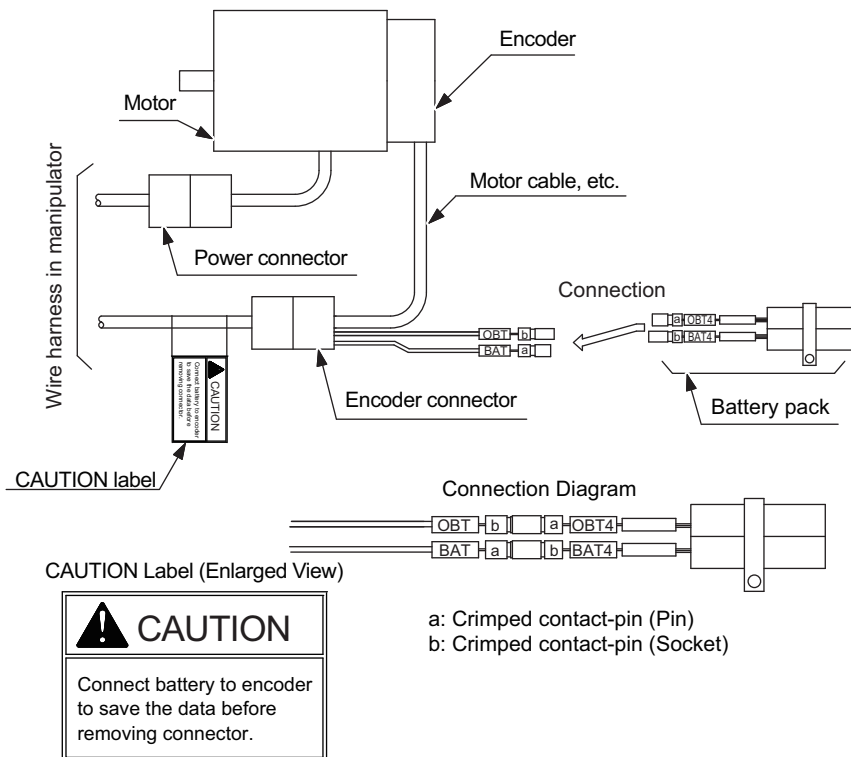 Encoder
Motor
Wire harness in manipulator
Motor cable, etc.
Power connector
Connection
OBT b
BAT a
a OBT4
b BAT4
CAUTION
Connect battery to encoder
to save the data before
removing connector.
Encoder connector
Battery pack
CAUTION label
Connection Diagram
OBT b a OBT4
BAT a b BAT4
CAUTION Label (Enlarged View)
CAUTION
Connect battery to encoder
to save the data before
removing connector.
a: Crimped contact-pin (Pin)
b: Crimped contact-pin (Socket)